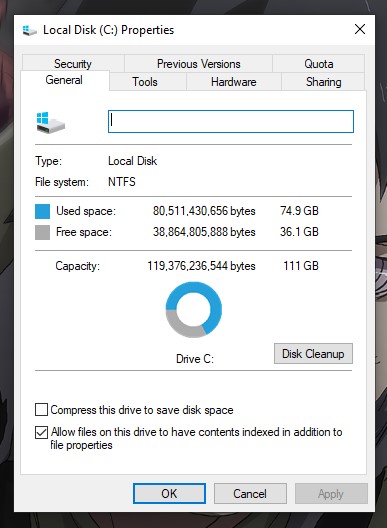 Local Disk (C:) Properties
Security Previous Versions Quota
General Tools Hardware Sharing
Type: Local Disk
File system: NTFS
Used space: 80,511,430,656 bytes 74.9 GB
Free space: 38,864,805,888 bytes 36.1 GB
Capacity: 119,376,236,544 bytes 111 GB
Drive C:
Disk Cleanup
Compress this drive to save disk space
Allow files on this drive to have contents indexed in addition to
file properties
OK Cancel Apply